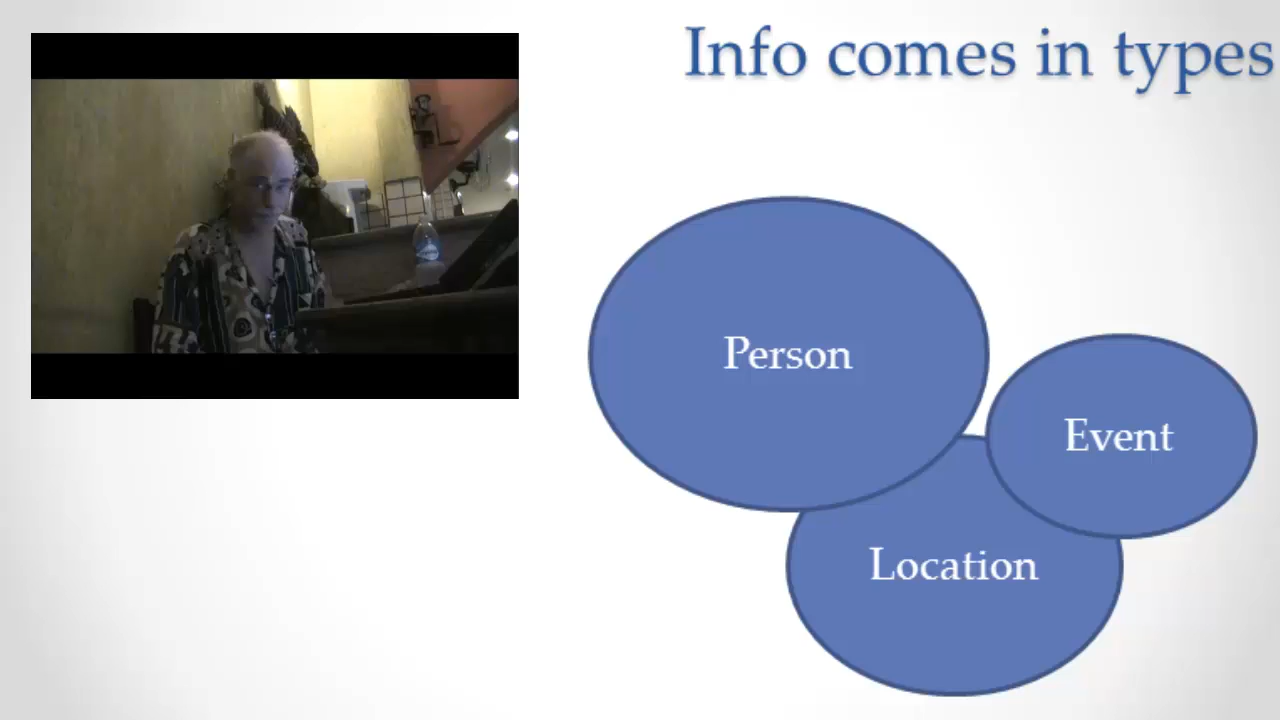 Info comes in types
Person
Event
Location